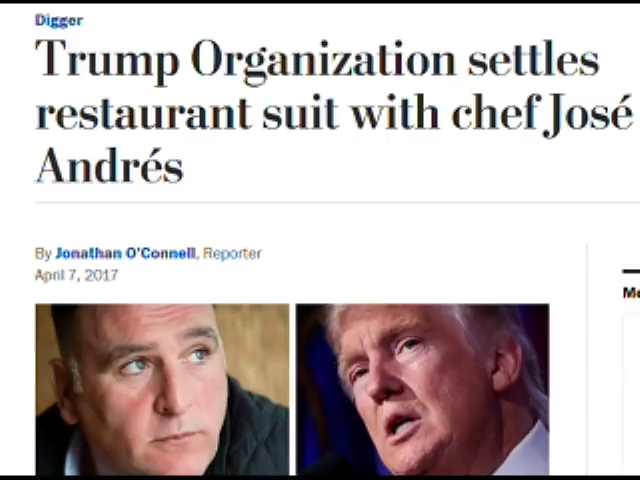 Digger
Trump Organization settles
restaurant suit with chef José
Andrés
By Jonathan O'Connell, Reporter
April 7, 2017